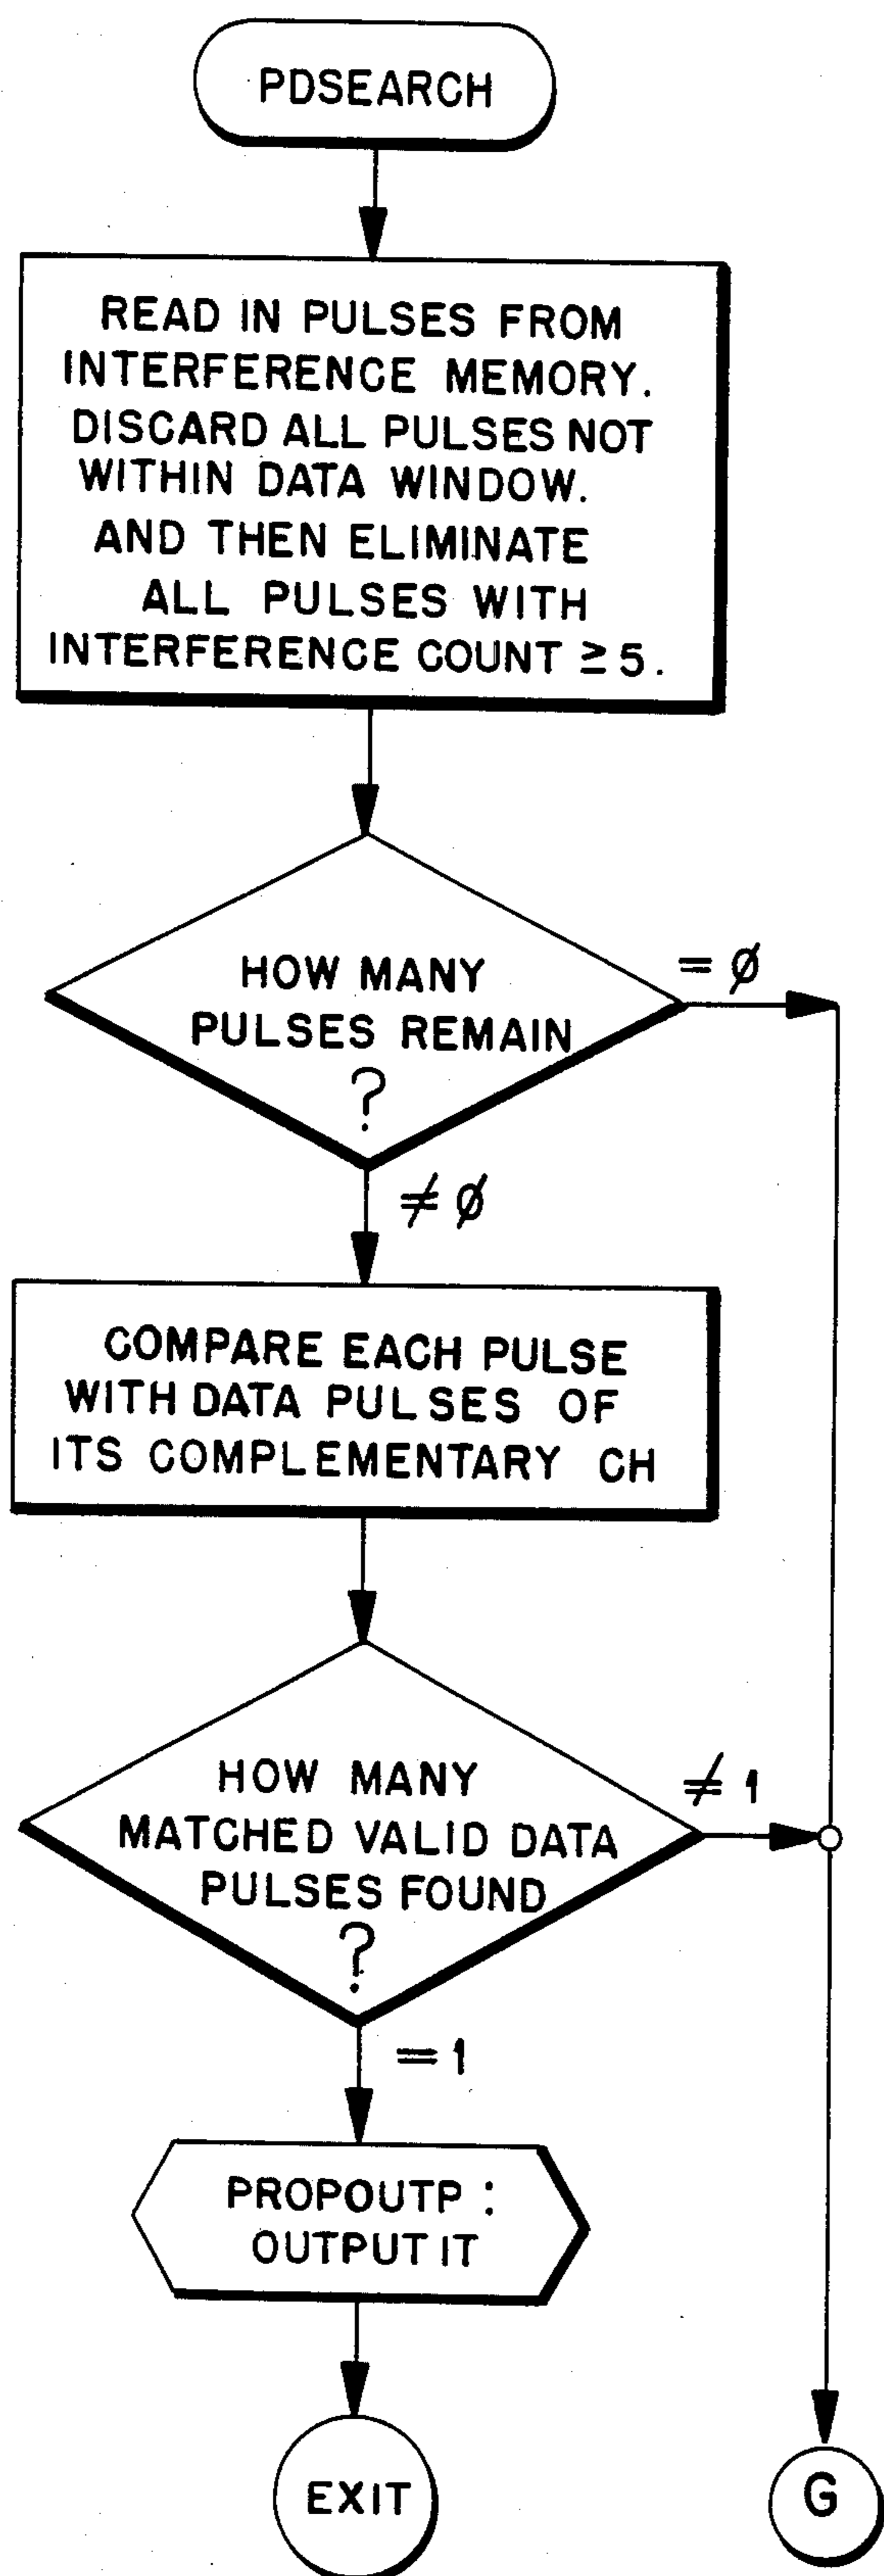 PDSEARCH
READ IN PULSES FROM
INTERFERENCE MEMORY.
DISCARD ALL PULSES NOT
WITHIN DATA WINDOW.
AND THEN ELIMINATE
ALL PULSES WITH
INTERFERENCE COUNT ≥ 5.
HOW MANY
PULSES REMAIN
?
= Ø
≠ Ø
COMPARE EACH PULSE
WITH DATA PULSES OF
ITS COMPLEMENTARY CH
HOW MANY
MATCHED VALID DATA
PULSES FOUND
?
≠ 1
= 1
PROPOUTP :
OUTPUT IT
EXIT
G